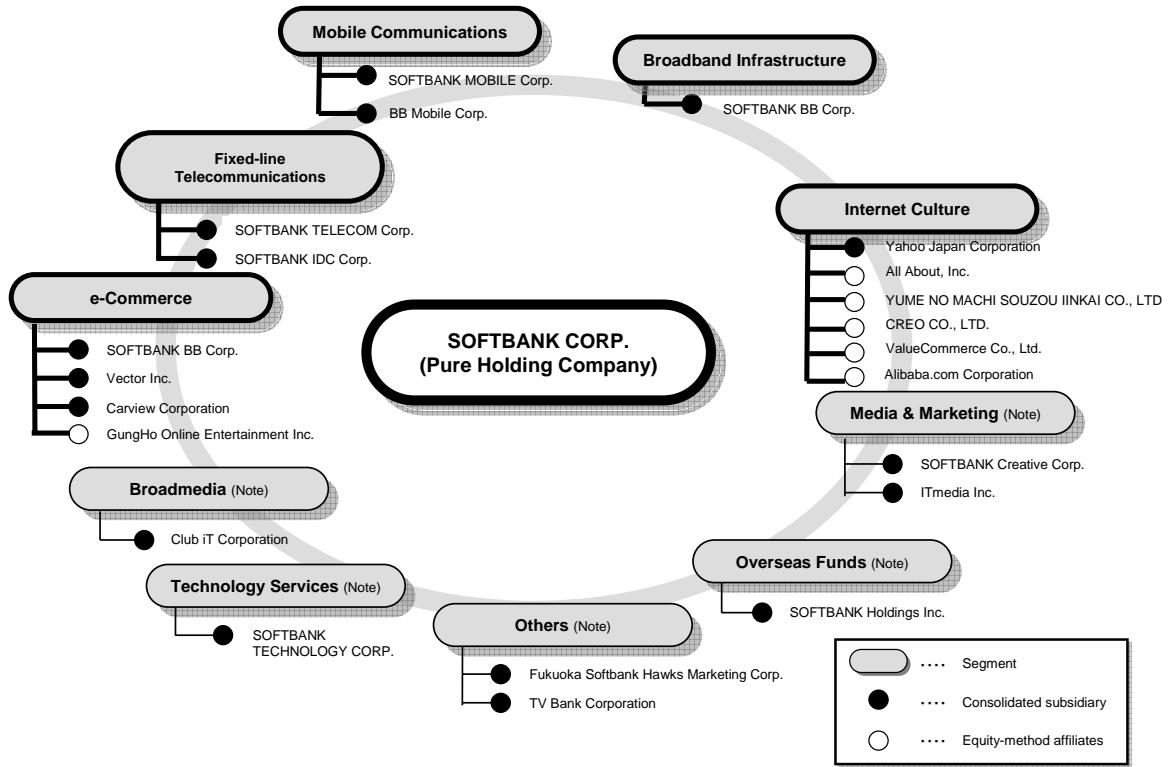 Mobile Communications
SOFTBANK MOBILE Corp.
BB Mobile Corp.
Broadband Infrastructure
SOFTBANK BB Corp.
Fixed-line
Telecommunications
SOFTBANK TELECOM Corp.
SOFTBANK IDC Corp.
Internet Culture
Yahoo Japan Corporation
All About, Inc.
YUME NO MACHI SOUZOU IINKAI CO., LTD
CREO CO., LTD.
ValueCommerce Co., Ltd.
Alibaba.com Corporation
e-Commerce
SOFTBANK BB Corp.
Vector Inc.
Carview Corporation
GungHo Online Entertainment Inc.
SOFTBANK CORP.
(Pure Holding Company)
Media & Marketing (Note)
SOFTBANK Creative Corp.
ITmedia Inc.
Broadmedia (Note)
Club iT Corporation
Overseas Funds (Note)
SOFTBANK Holdings Inc.
Technology Services (Note)
SOFTBANK
TECHNOLOGY CORP.
Others (Note)
Fukuoka Softbank Hawks Marketing Corp.
TV Bank Corporation
···· Segment
···· Consolidated subsidiary
···· Equity-method affiliates